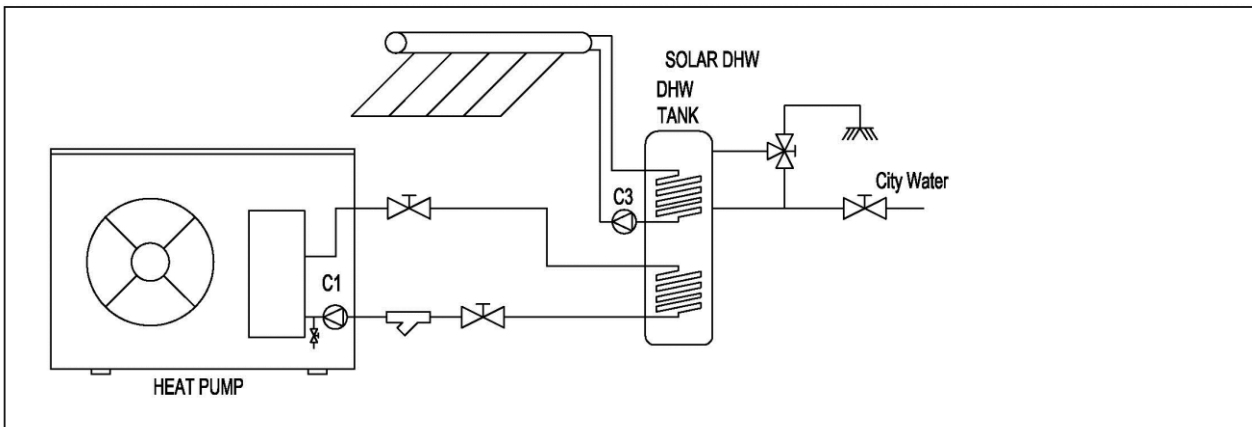 SOLAR DHW
DHW
TANK
C3
City Water
C1
HEAT PUMP